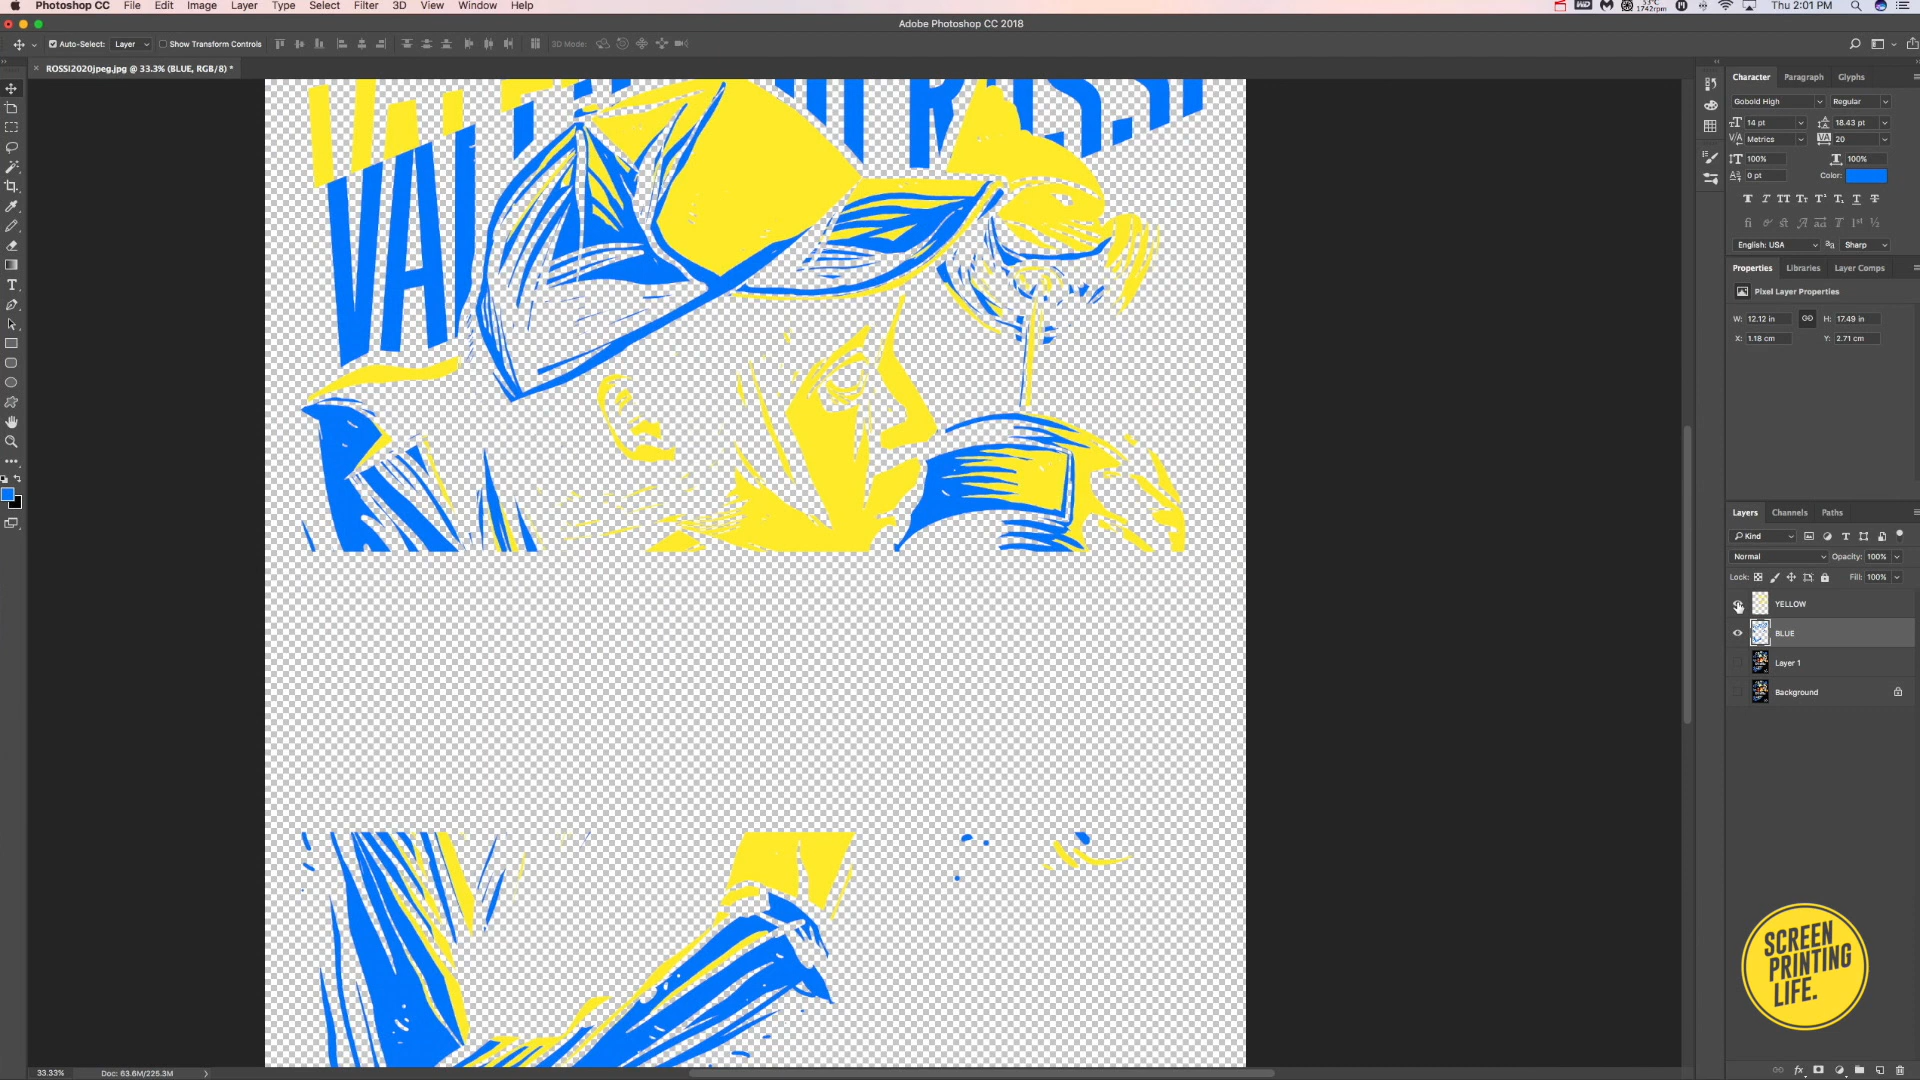 Photoshop CC File Edit Image Layer Type Select Filter 3D View Window Help
53°C
1742rpm
Thu 2:01 PM
Adobe Photoshop CC 2018
Auto-Select: Layer Show Transform Controls
3D Mode:
ROSSI2020jpeg.jpg @ 33.3% (BLUE, RGB/8) *
Character Paragraph Glyphs
Gobold High Regular
14 pt 18.43 pt
Metrics 20
100% 100%
0 pt Color:
English: USA Sharp
Properties Libraries Layer Comps
Pixel Layer Properties
W: 12.12 in H: 17.49 in
X: 1.18 cm Y: 2.71 cm
Layers Channels Paths
Kind
Normal Opacity: 100%
Lock: Fill: 100%
YELLOW
BLUE
Layer 1
Background
SCREEN
PRINTING
LIFE.
33.33% Doc: 63.6M/225.3M